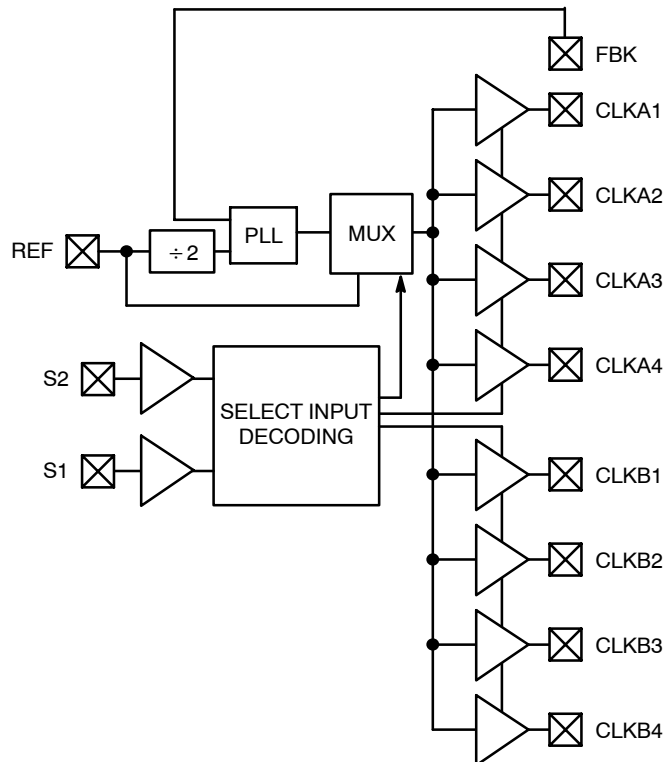 FBK
CLKA1
CLKA2
PLL
MUX
REF
÷2
CLKA3
CLKA4
S2
SELECT INPUT
DECODING
S1
CLKB1
CLKB2
CLKB3
CLKB4